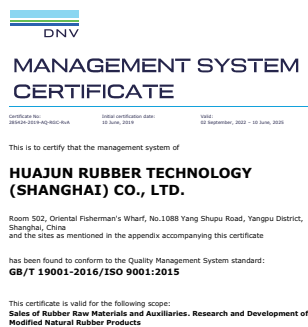 DNV
MANAGEMENT SYSTEM
CERTIFICATE
Certificate No:
285424-2019-AQ-RGC-RvA
Initial certification date:
10 June, 2019
Valid:
02 September, 2022 – 10 June, 2025
This is to certify that the management system of
HUAJUN RUBBER TECHNOLOGY
(SHANGHAI) CO., LTD.
Room 502, Oriental Fisherman's Wharf, No.1088 Yang Shupu Road, Yangpu District,
Shanghai, China
and the sites as mentioned in the appendix accompanying this certificate
has been found to conform to the Quality Management System standard:
GB/T 19001-2016/ISO 9001:2015
This certificate is valid for the following scope:
Sales of Rubber Raw Materials and Auxiliaries. Research and Development of
Modified Natural Rubber Products